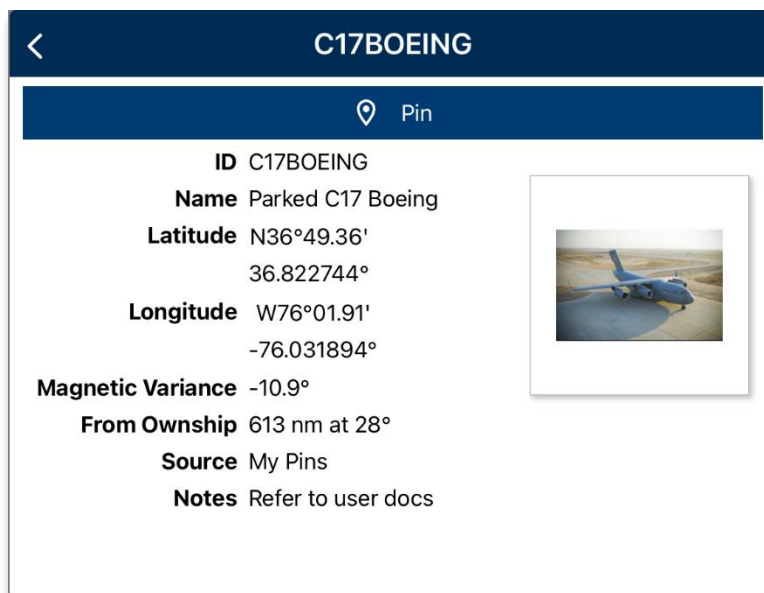 C17BOEING
Pin
ID C17BOEING
Name Parked C17 Boeing
Latitude N36°49.36'
36.822744°
Longitude W76°01.91'
-76.031894°
Magnetic Variance -10.9°
From Ownship 613 nm at 28°
Source My Pins
Notes Refer to user docs